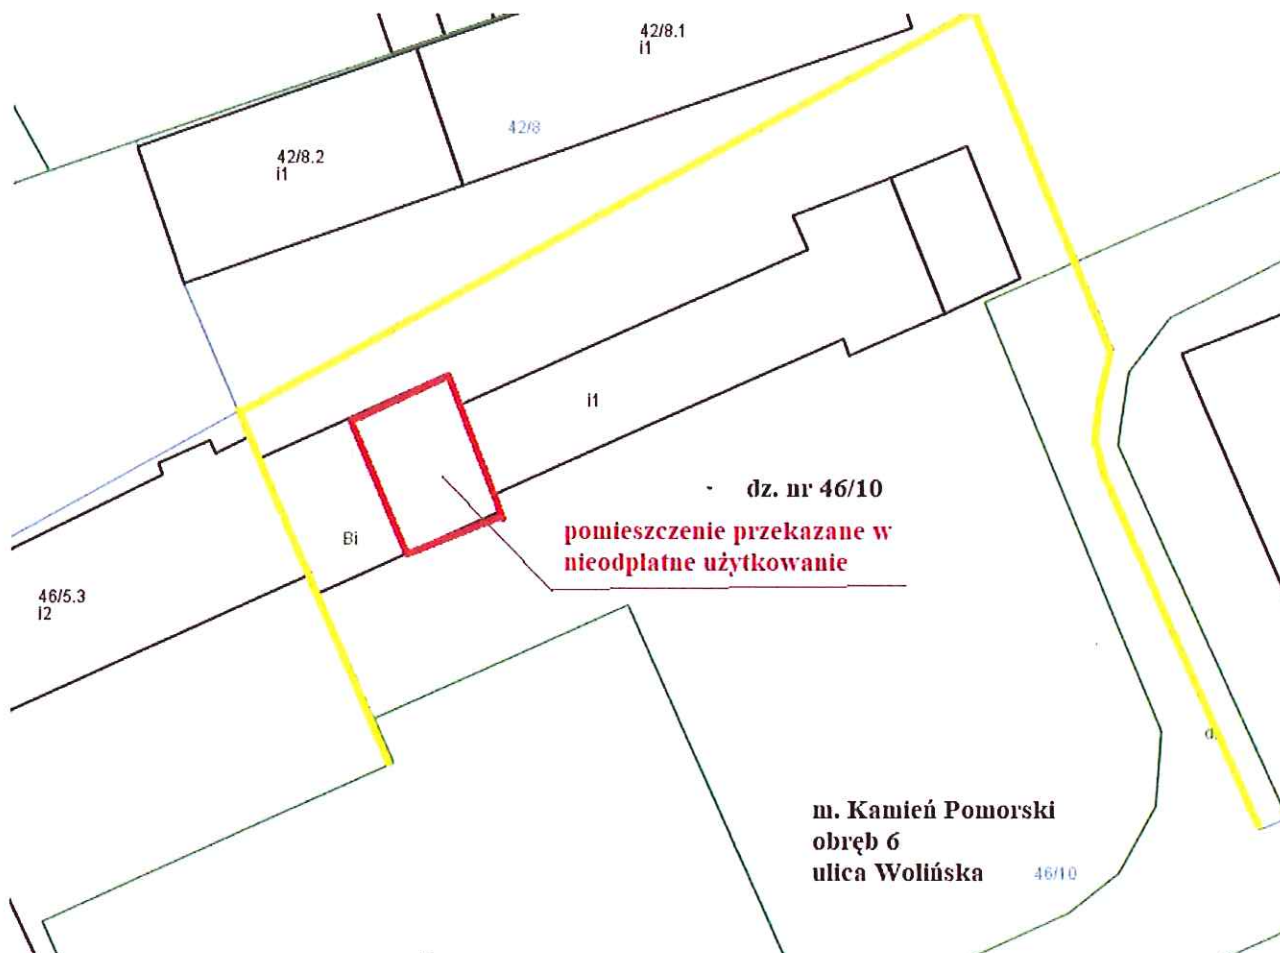 42/8.1
i1
42/8
42/8.2
i1
i1
dz. nr 46/10
pomieszczenie przekazane w
nieodpłatne użytkowanie
Bi
46/5.3
i2
d.
m. Kamień Pomorski
obręb 6
ulica Wolińska
46/10